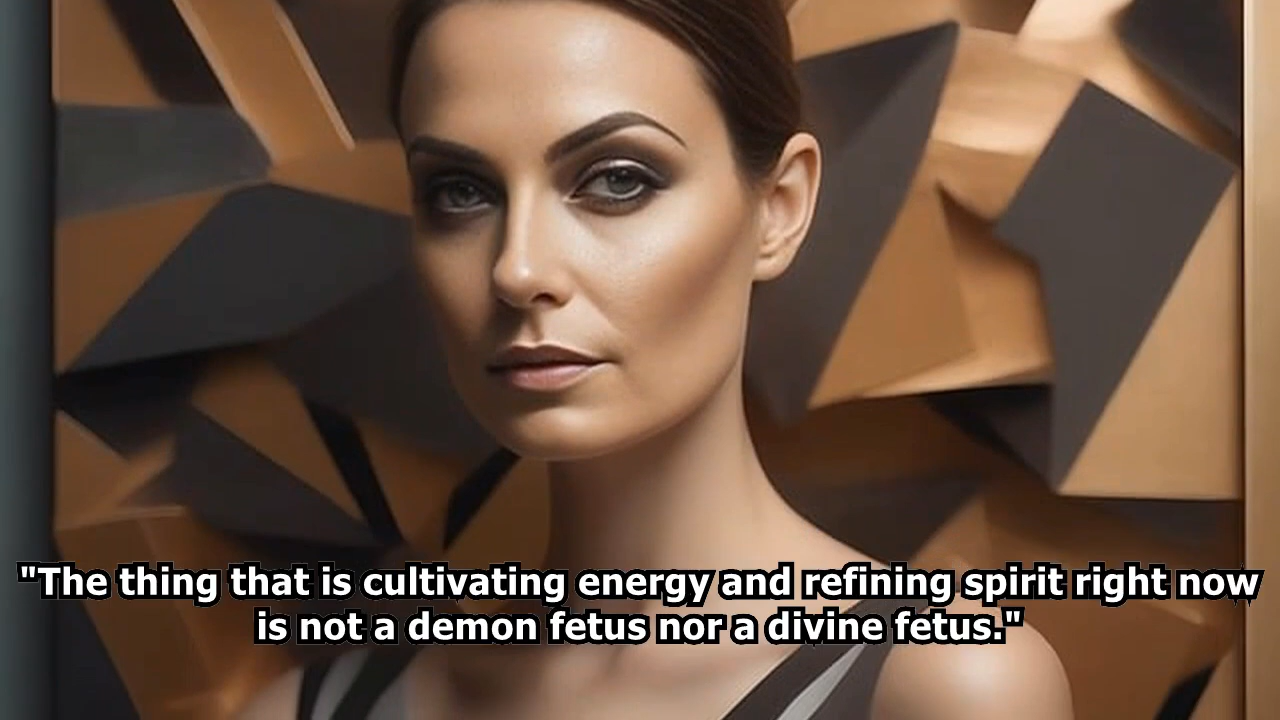 "The thing that is cultivating energy and refining spirit right now
is not a demon fetus nor a divine fetus."